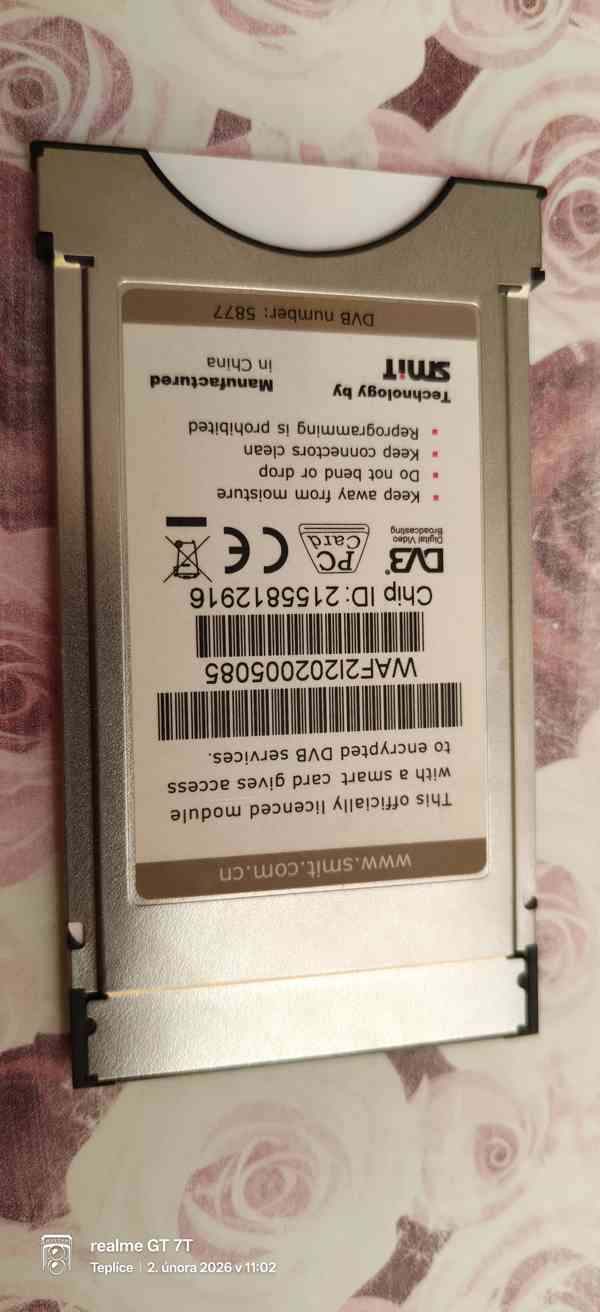 www.smit.com.cn
This officially licenced module
with a smart card gives access
to encrypted DVB services.
WAF2I202005085
Chip ID: 2155812916
DVB
Digital Video
Broadcasting
PC
Card
CE
Keep away from moisture
Do not bend or drop
Keep connectors clean
Reprogramming is prohibited
Technology by
SMiT
Manufactured
in China
DVB number: 5877
realme GT 7T
Teplice | 2. února 2026 v 11:02